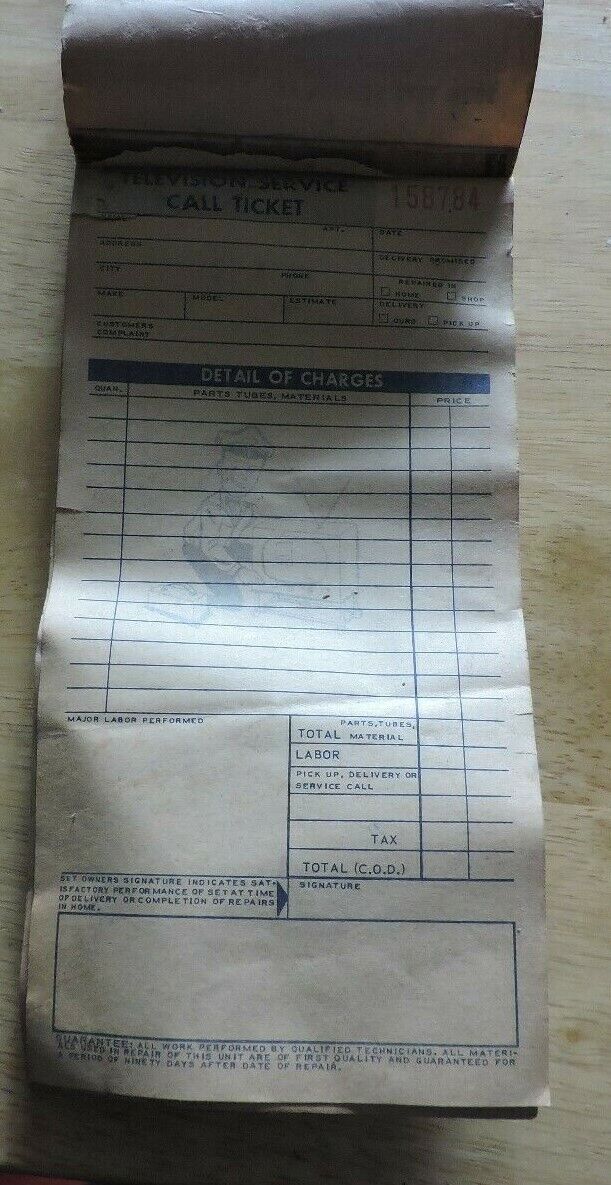 TELEVISION SERVICE
CALL TICKET
158784
APT.
DATE
ADDRESS
DELIVERY PROMISED
CITY
PHONE
REPAIRED IN
HOME SHOP
MAKE
MODEL
ESTIMATE
DELIVERY
OURS PICK UP
CUSTOMERS
COMPLAINT
DETAIL OF CHARGES
QUAN.
PARTS TUBES, MATERIALS
PRICE
MAJOR LABOR PERFORMED
PARTS, TUBES,
TOTAL MATERIAL
LABOR
PICK UP, DELIVERY OR
SERVICE CALL
TAX
TOTAL (C.O.D.)
SET OWNERS SIGNATURE INDICATES SAT-
ISFACTORY PERFORMANCE OF SET AT TIME
OF DELIVERY OR COMPLETION OF REPAIRS
IN HOME.
SIGNATURE
GUARANTEE: ALL WORK PERFORMED BY QUALIFIED TECHNICIANS. ALL MATERI-
ALS USED IN REPAIR OF THIS UNIT ARE OF FIRST QUALITY AND GUARANTEED FOR
A PERIOD OF NINETY DAYS AFTER DATE OF REPAIR.